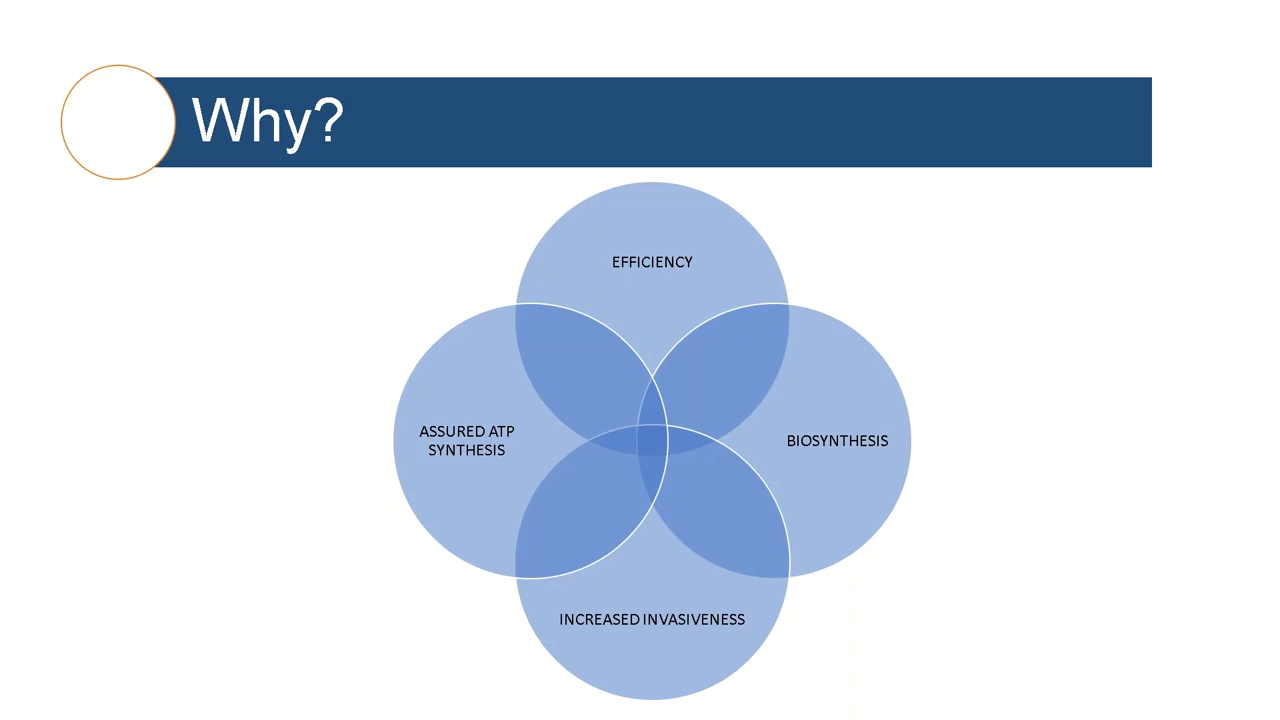 Why?
EFFICIENCY
ASSURED ATP
SYNTHESIS
BIOSYNTHESIS
INCREASED INVASIVENESS